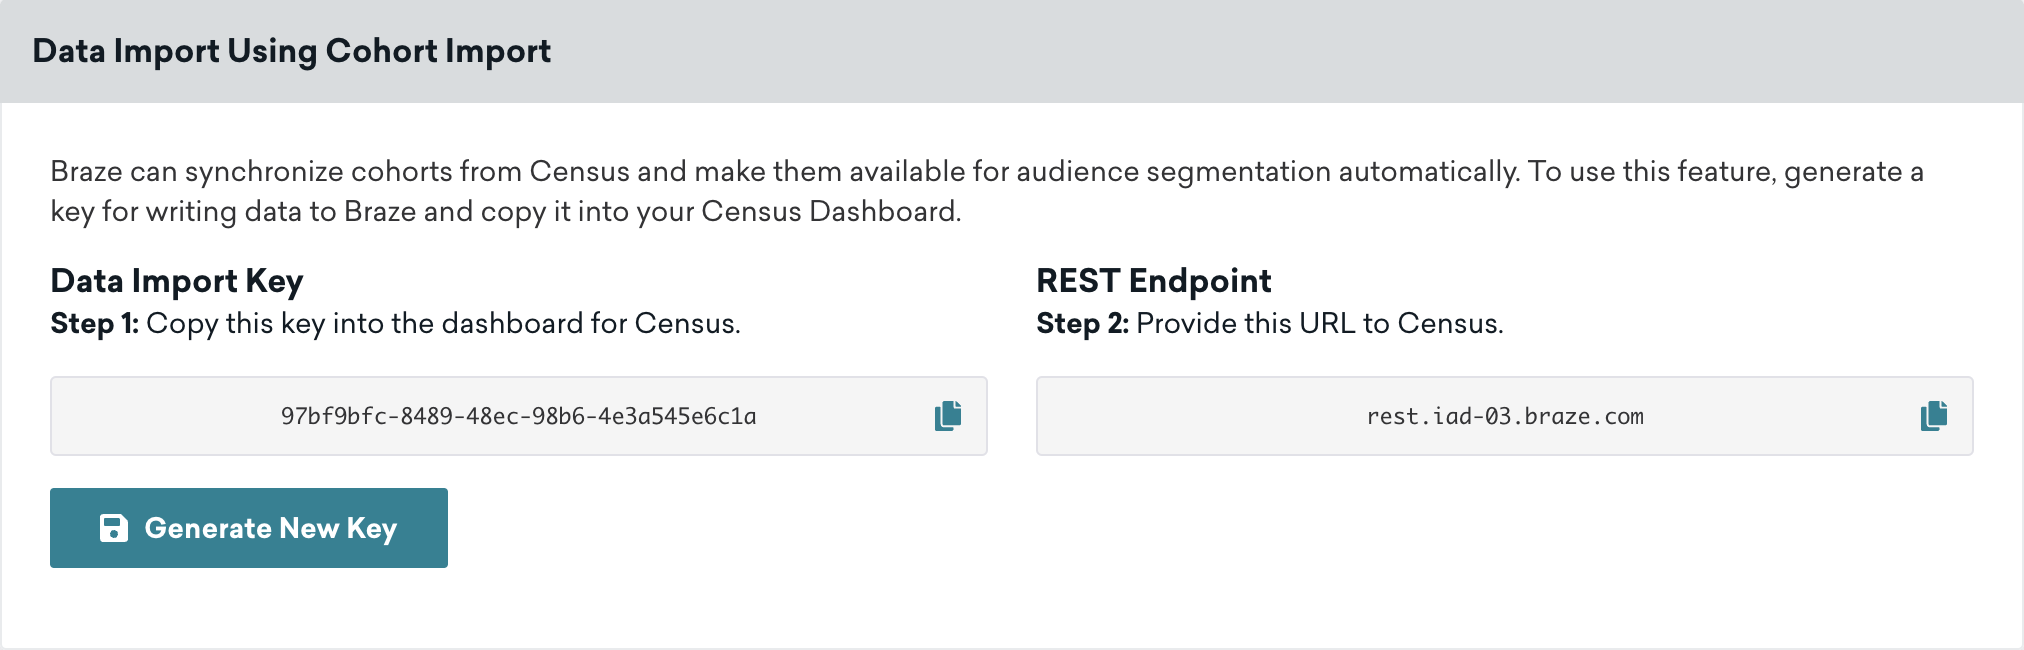 Data Import Using Cohort Import
Braze can synchronize cohorts from Census and make them available for audience segmentation automatically. To use this feature, generate a
key for writing data to Braze and copy it into your Census Dashboard.
Data Import Key
Step 1: Copy this key into the dashboard for Census.
97bf9bfc-8489-48ec-98b6-4e3a545e6c1a
Generate New Key
REST Endpoint
Step 2: Provide this URL to Census.
rest.iad-03.braze.com